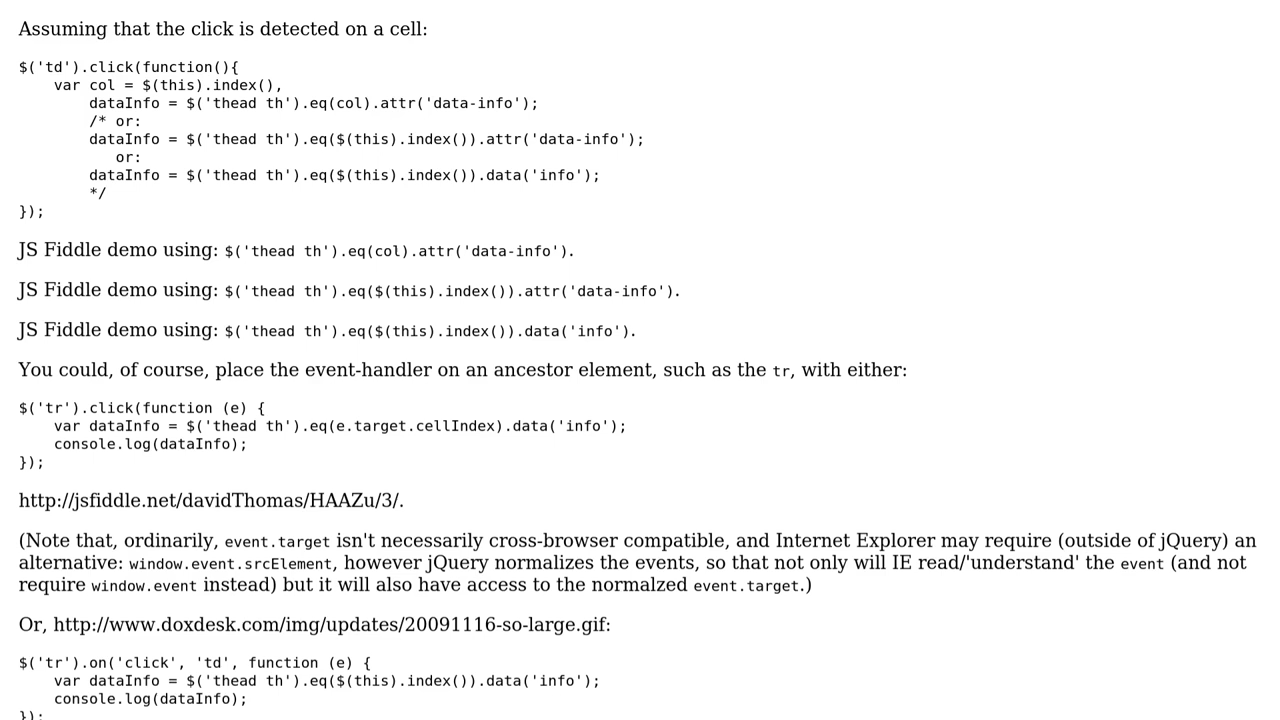 Assuming that the click is detected on a cell:
$('td').click(function(){
    var col = $(this).index(),
        dataInfo = $('thead th').eq(col).attr('data-info');
        /* or:
        dataInfo = $('thead th').eq($(this).index()).attr('data-info');
           or:
        dataInfo = $('thead th').eq($(this).index()).data('info');
        */
});
JS Fiddle demo using: $('thead th').eq(col).attr('data-info').
JS Fiddle demo using: $('thead th').eq($(this).index()).attr('data-info').
JS Fiddle demo using: $('thead th').eq($(this).index()).data('info').
You could, of course, place the event-handler on an ancestor element, such as the tr, with either:
$('tr').click(function (e) {
    var dataInfo = $('thead th').eq(e.target.cellIndex).data('info');
    console.log(dataInfo);
});
http://jsfiddle.net/davidThomas/HAAZu/3/.
(Note that, ordinarily, event.target isn't necessarily cross-browser compatible, and Internet Explorer may require (outside of jQuery) an
alternative: window.event.srcElement, however jQuery normalizes the events, so that not only will IE read/'understand' the event (and not
require window.event instead) but it will also have access to the normalzed event.target.)
Or, http://www.doxdesk.com/img/updates/20091116-so-large.gif:
$('tr').on('click', 'td', function (e) {
    var dataInfo = $('thead th').eq($(this).index()).data('info');
    console.log(dataInfo);
});